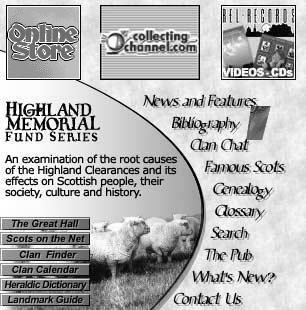 Online
Store
collecting
channel.com
REL-RECORDS
VIDEOS - CDs
HIGHLAND
MEMORIAL
FUND SERIES
An examination of the root causes
of the Highland Clearances and its
effects on Scottish people, their
society, culture and history.
The Great Hall
Scots on the Net
Clan Finder
Clan Calendar
Heraldic Dictionary
Landmark Guide
News and Features
Bibliography
Clan Chat
Famous Scots
Genealogy
Glossary
Search
The Pub
What's New?
Contact Us